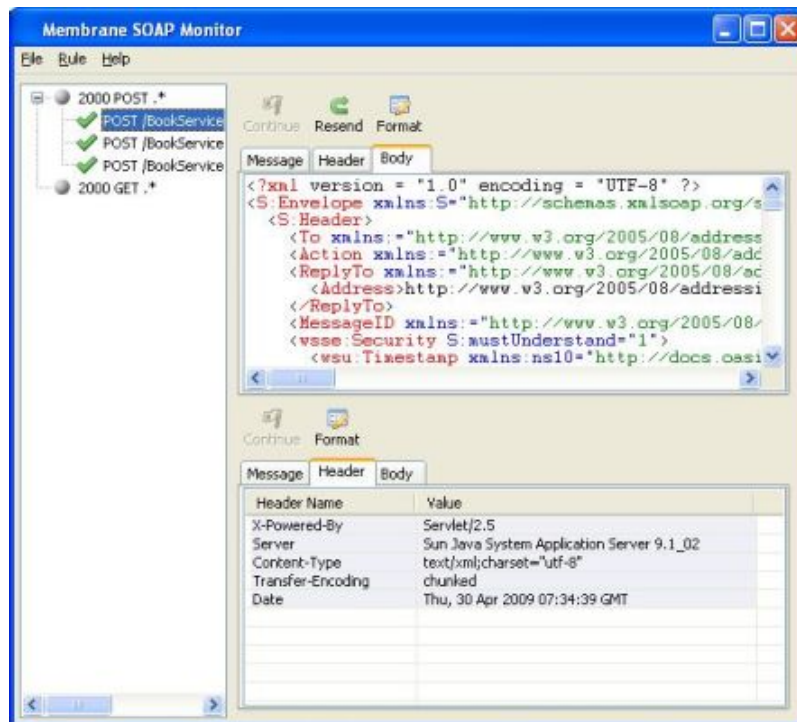 Membrane SOAP Monitor
File Rule Help
2000 POST .*
POST /BookService
POST /BookService
POST /BookService
2000 GET .*
Continue Resend Format
Message Header Body
<?xml version = "1.0" encoding = "UTF-8" ?>
<S:Envelope xmlns:S="http://schemas.xmlsoap.org/s
<S:Header>
<To xmlns:="http://www.w3.org/2005/08/address
<Action xmlns:="http://www.w3.org/2005/08/add
<ReplyTo xmlns:="http://www.w3.org/2005/08/ad
<Address>http://www.w3.org/2005/08/addressi
</ReplyTo>
<MessageID xmlns:="http://www.w3.org/2005/08/
<wsse:Security S:mustUnderstand="1">
<wsu:Timestamp xmlns:ns10="http://docs.oasi
Continue Format
Message Header Body
Header Name Value
X-Powered-By Servlet/2.5
Server Sun Java System Application Server 9.1_02
Content-Type text/xml;charset="utf-8"
Transfer-Encoding chunked
Date Thu, 30 Apr 2009 07:34:39 GMT